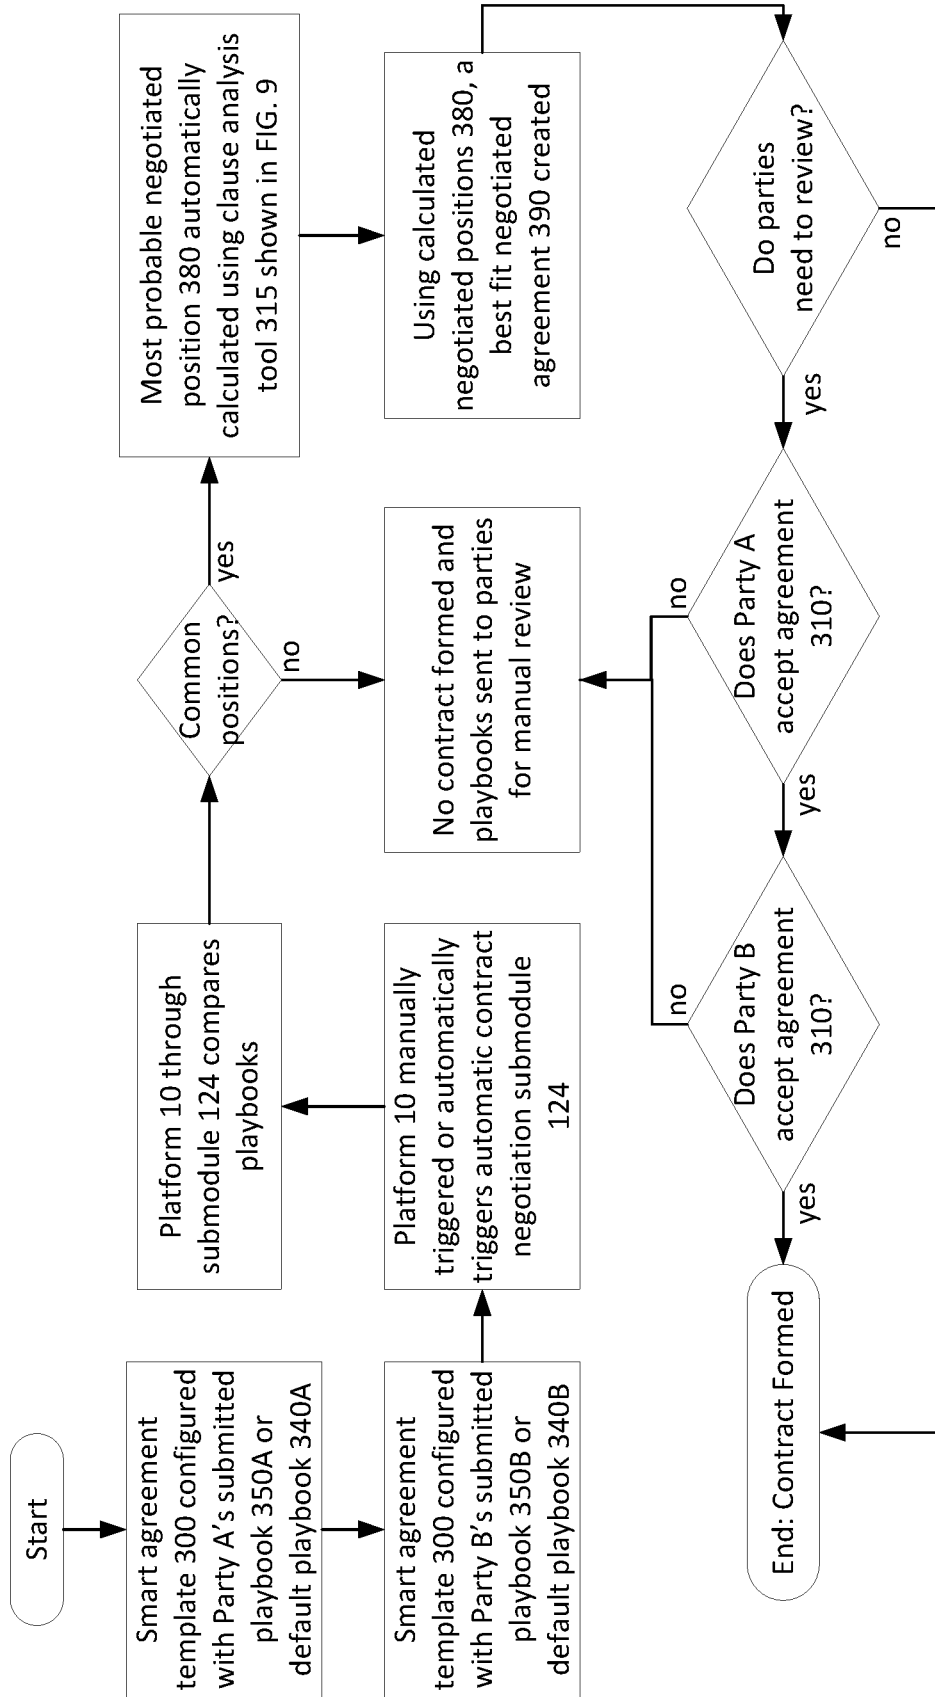 Start
Smart agreement
template 300 configured
with Party A's submitted
playbook 350A or
default playbook 340A
Smart agreement
template 300 configured
with Party B's submitted
playbook 350B or
default playbook 340B
Platform 10 manually
triggered or automatically
triggers automatic contract
negotiation submodule
124
Platform 10 through
submodule 124 compares
playbooks
Common
positions?
yes
no
Most probable negotiated
position 380 automatically
calculated using clause analysis
tool 315 shown in FIG. 9
No contract formed and
playbooks sent to parties
for manual review
Using calculated
negotiated positions 380, a
best fit negotiated
agreement 390 created
Do parties
need to review?
yes
no
Does Party A
accept agreement
310?
no
yes
Does Party B
accept agreement
310?
no
yes
End: Contract Formed